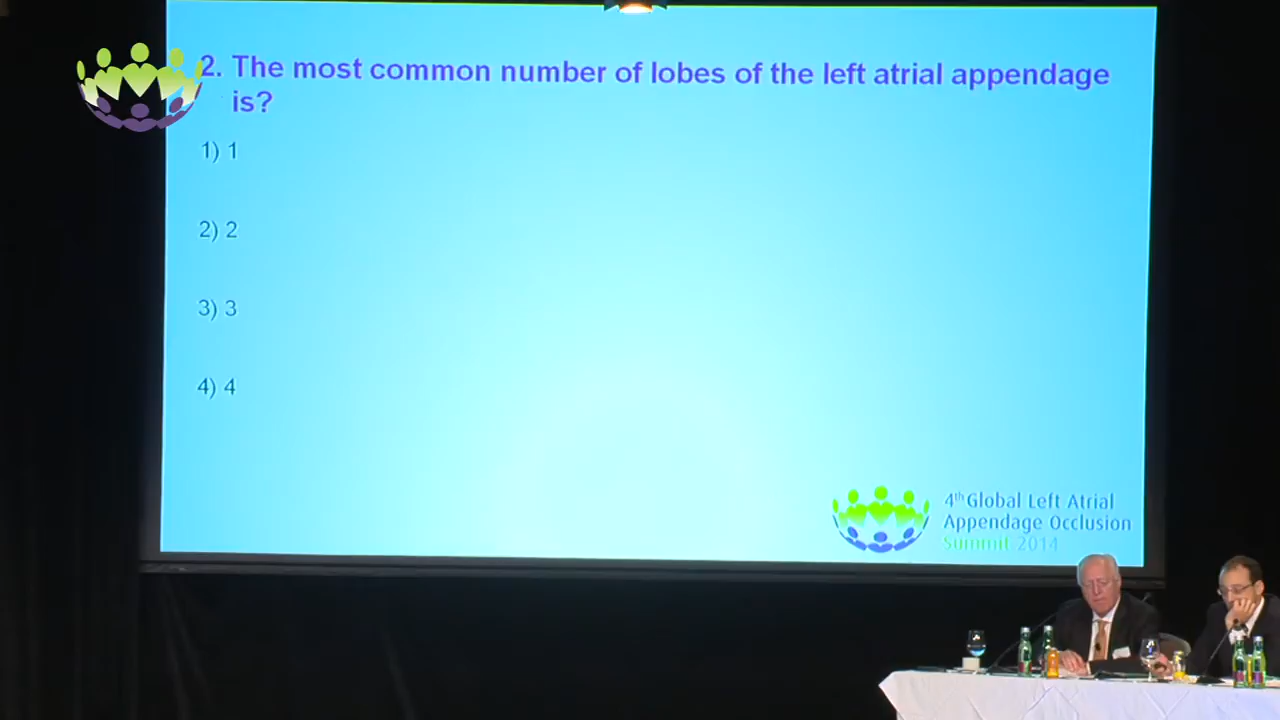 2. The most common number of lobes of the left atrial appendage
is?
1) 1
2) 2
3) 3
4) 4
4th Global Left Atrial
Appendage Occlusion
Summit 2014